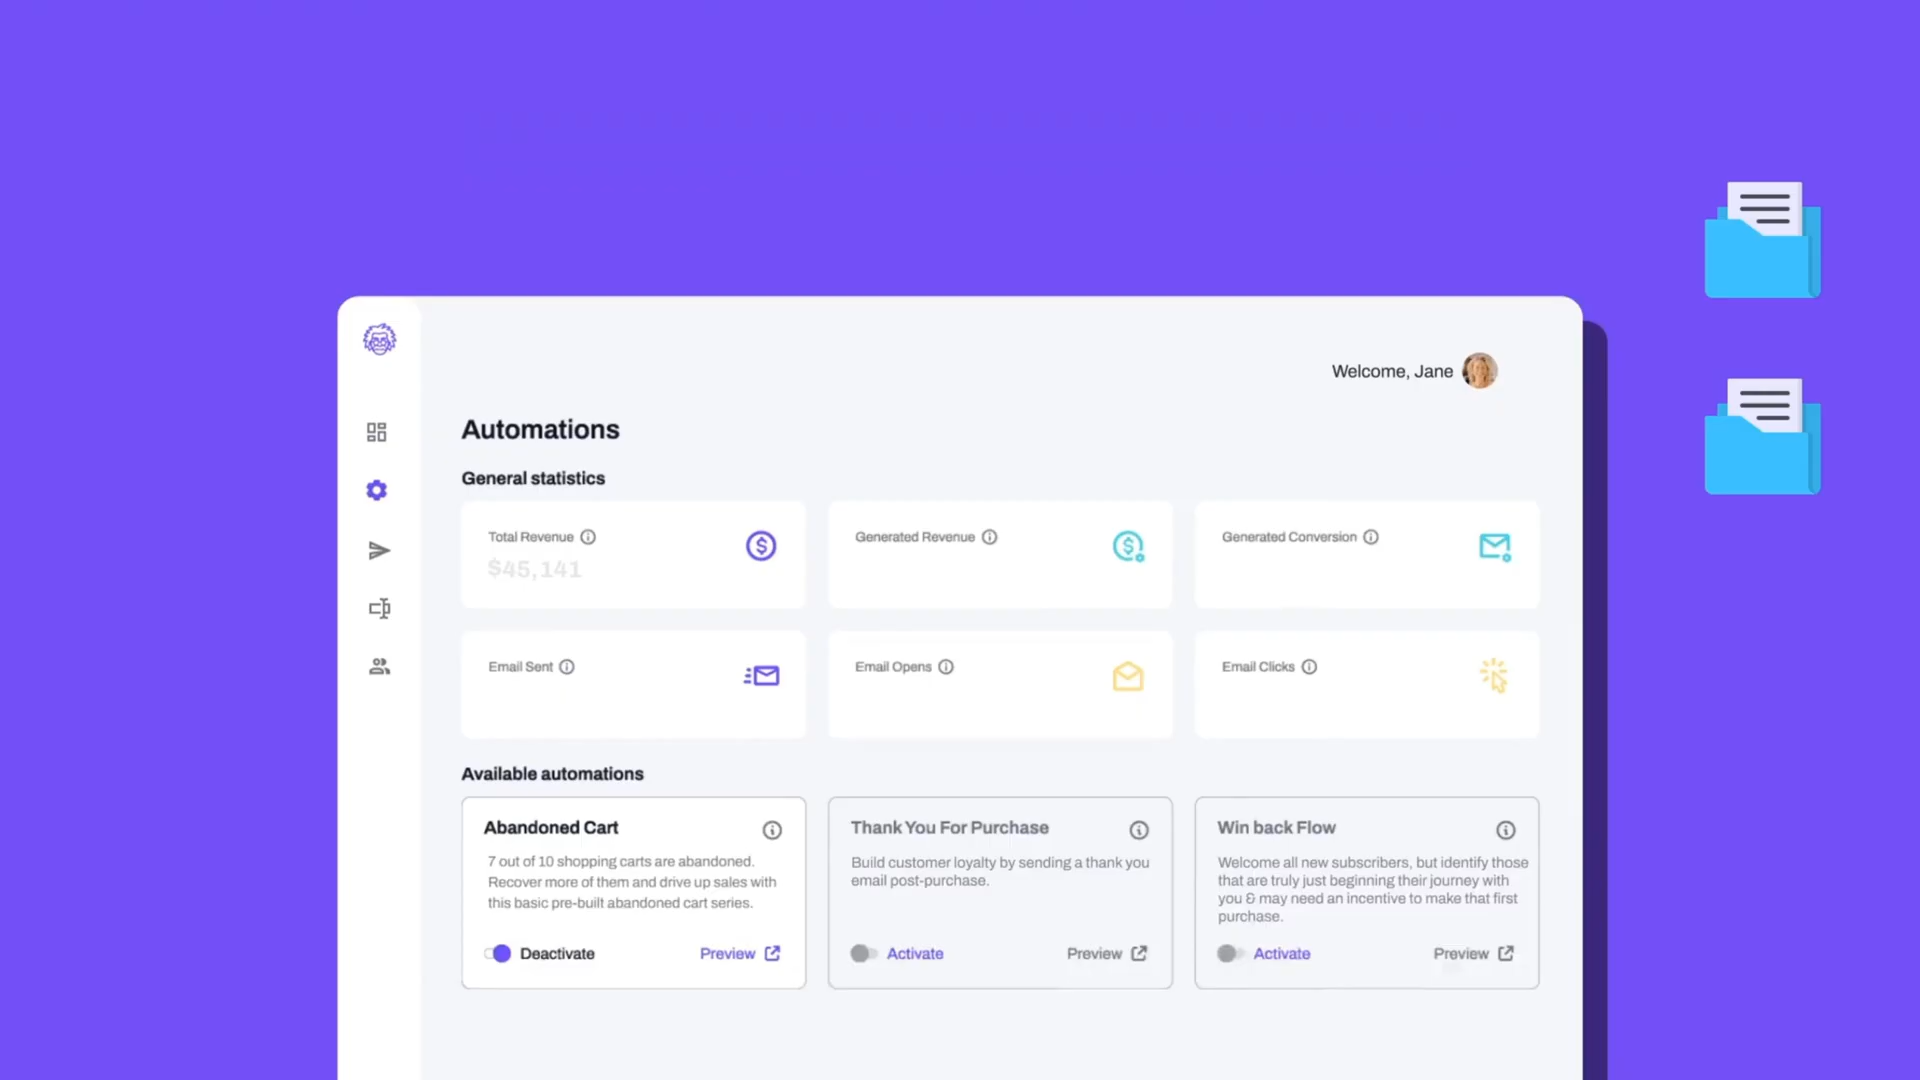 Welcome, Jane
Automations
General statistics
Total Revenue
$45,141
Generated Revenue
Generated Conversion
Email Sent
Email Opens
Email Clicks
Available automations
Abandoned Cart
7 out of 10 shopping carts are abandoned.
Recover more of them and drive up sales with
this basic pre-built abandoned cart series.
Deactivate
Preview
Thank You For Purchase
Build customer loyalty by sending a thank you
email post-purchase.
Activate
Preview
Win back Flow
Welcome all new subscribers, but identify those
that are truly just beginning their journey with
you & may need an incentive to make that first
purchase.
Activate
Preview